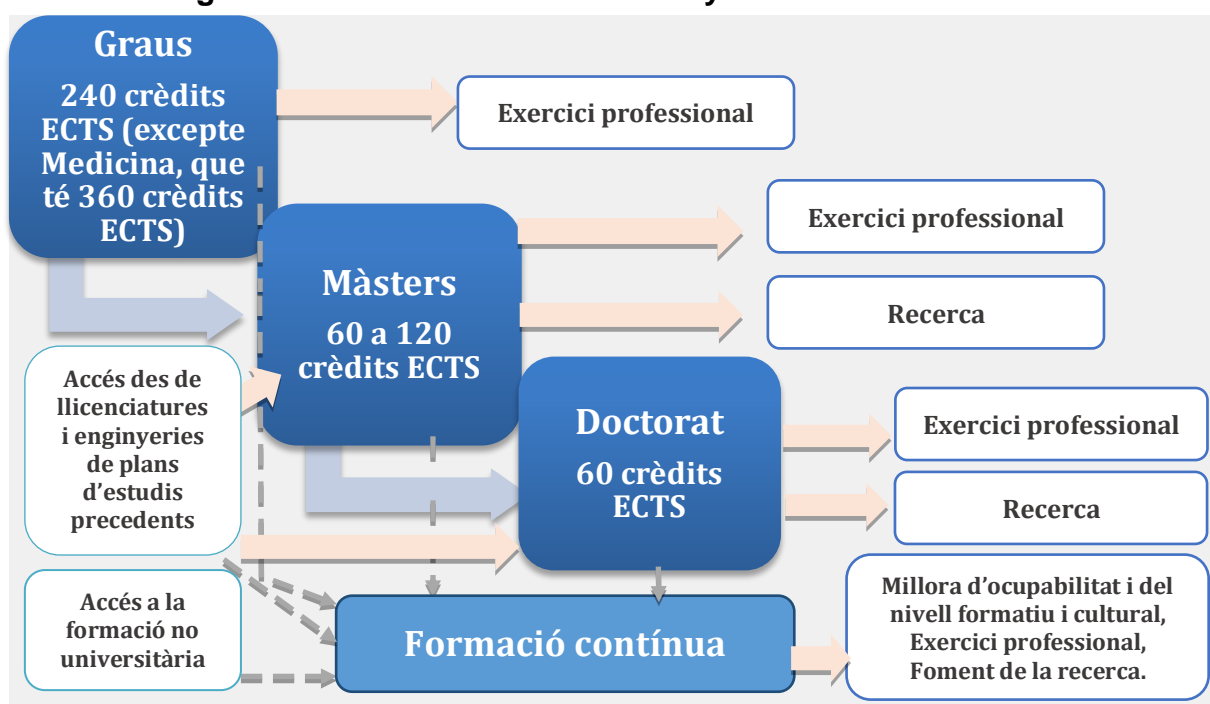 Graus
240 crèdits
ECTS (excepte
Medicina, que
té 360 crèdits
ECTS)
Exercici professional
Màsters
60 a 120
crèdits ECTS
Exercici professional
Recerca
Accés des de
llicenciatures
i enginyeries
de plans
d’estudis
precedents
Doctorat
60 crèdits
ECTS
Exercici professional
Recerca
Accés a la
formació no
universitària
Formació contínua
Millora d’ocupabilitat i del
nivell formatiu i cultural,
Exercici professional,
Foment de la recerca.